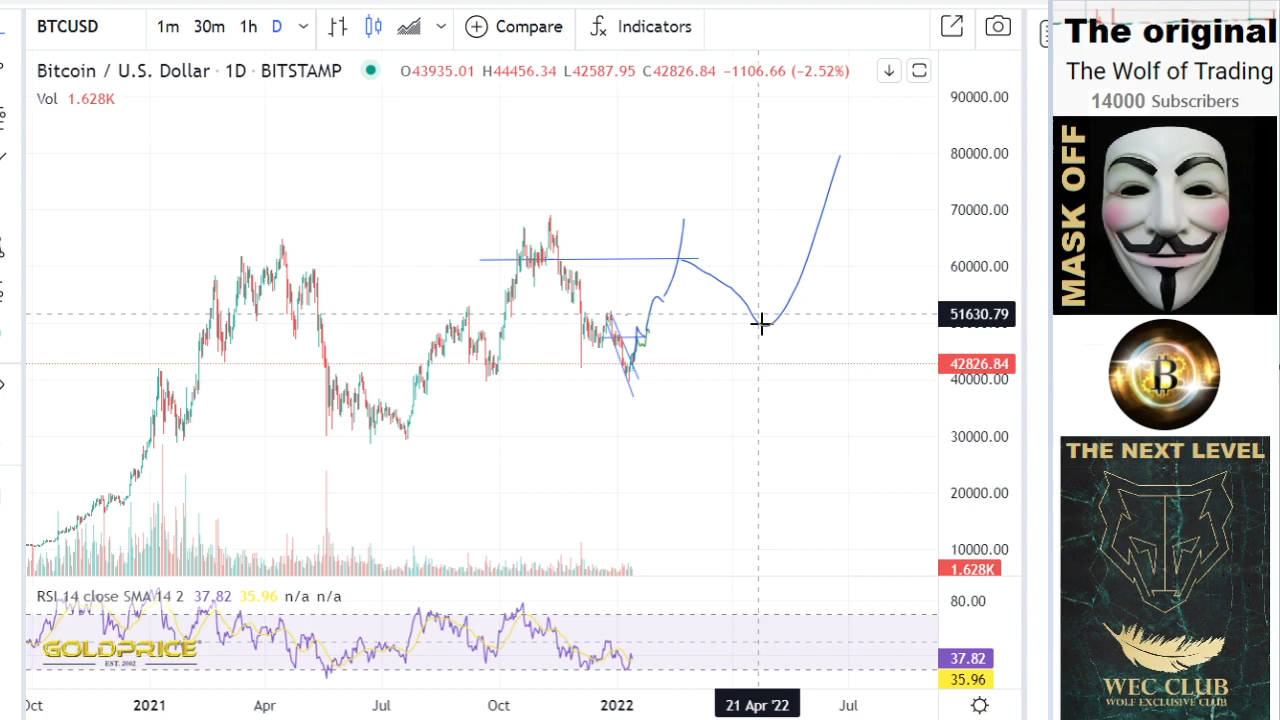 BTCUSD
1m 30m 1h D
Compare
Indicators
Bitcoin / U.S. Dollar · 1D · BITSTAMP
O43935.01 H44456.34 L42587.95 C42826.84 −1106.66 (−2.52%)
Vol 1.628K
90000.00
80000.00
70000.00
60000.00
51630.79
42826.84
40000.00
30000.00
20000.00
10000.00
1.628K
RSI 14 close SMA 14 2 37.82 35.96 n/a n/a
80.00
37.82
35.96
GOLDPRICE
EST. 2002
2021 Apr Jul Oct 2022 21 Apr '22 Jul
The original
The Wolf of Trading
14000 Subscribers
MASK OFF
THE NEXT LEVEL
WEC CLUB
WOLF EXCLUSIVE CLUB